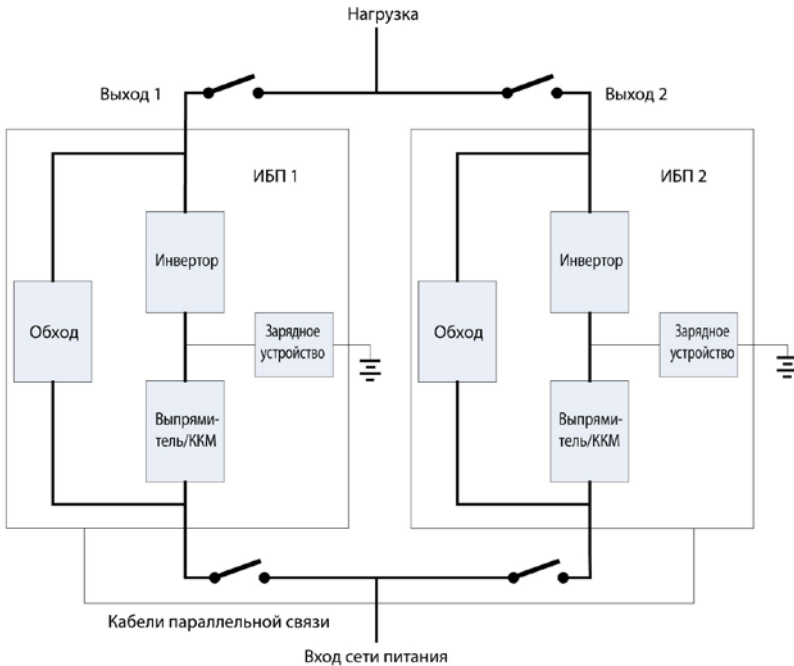 Нагрузка
Выход 1
Выход 2
ИБП 1
ИБП 2
Инвертор
Инвертор
Обход
Зарядное
устройство
Обход
Зарядное
устройство
Выпрями-
тель/ККМ
Выпрями-
тель/ККМ
Кабели параллельной связи
Вход сети питания